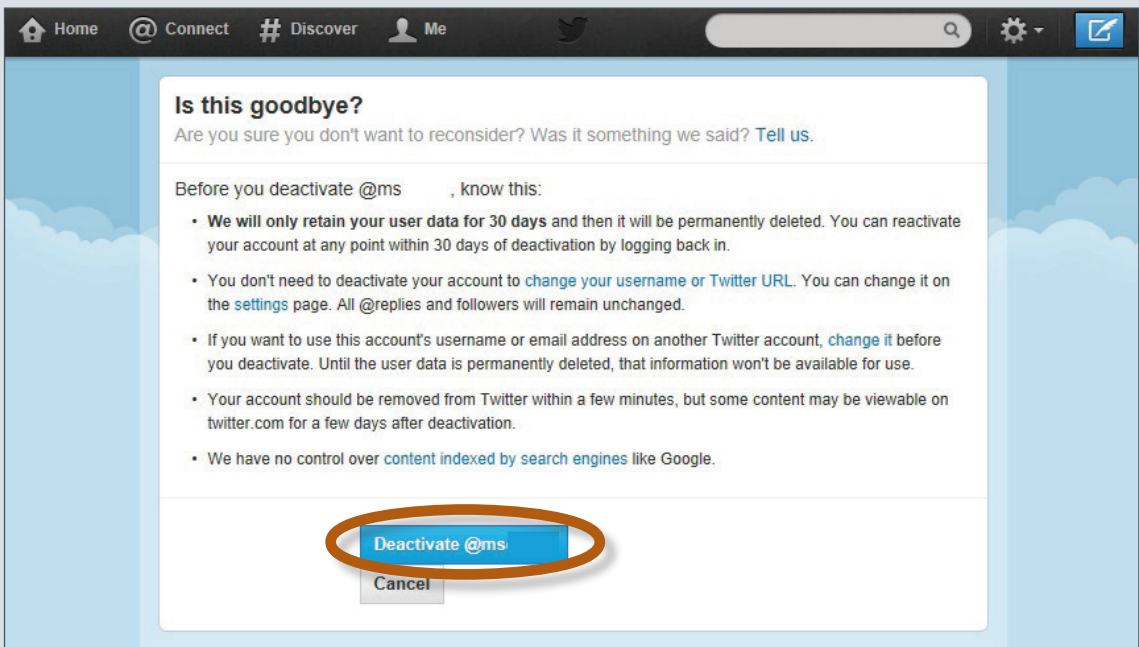 Home @ Connect # Discover Me
Is this goodbye?
Are you sure you don't want to reconsider? Was it something we said? Tell us.
Before you deactivate @ms , know this:
• We will only retain your user data for 30 days and then it will be permanently deleted. You can reactivate
your account at any point within 30 days of deactivation by logging back in.
• You don't need to deactivate your account to change your username or Twitter URL. You can change it on
the settings page. All @replies and followers will remain unchanged.
• If you want to use this account's username or email address on another Twitter account, change it before
you deactivate. Until the user data is permanently deleted, that information won't be available for use.
• Your account should be removed from Twitter within a few minutes, but some content may be viewable on
twitter.com for a few days after deactivation.
• We have no control over content indexed by search engines like Google.
Deactivate @ms
Cancel